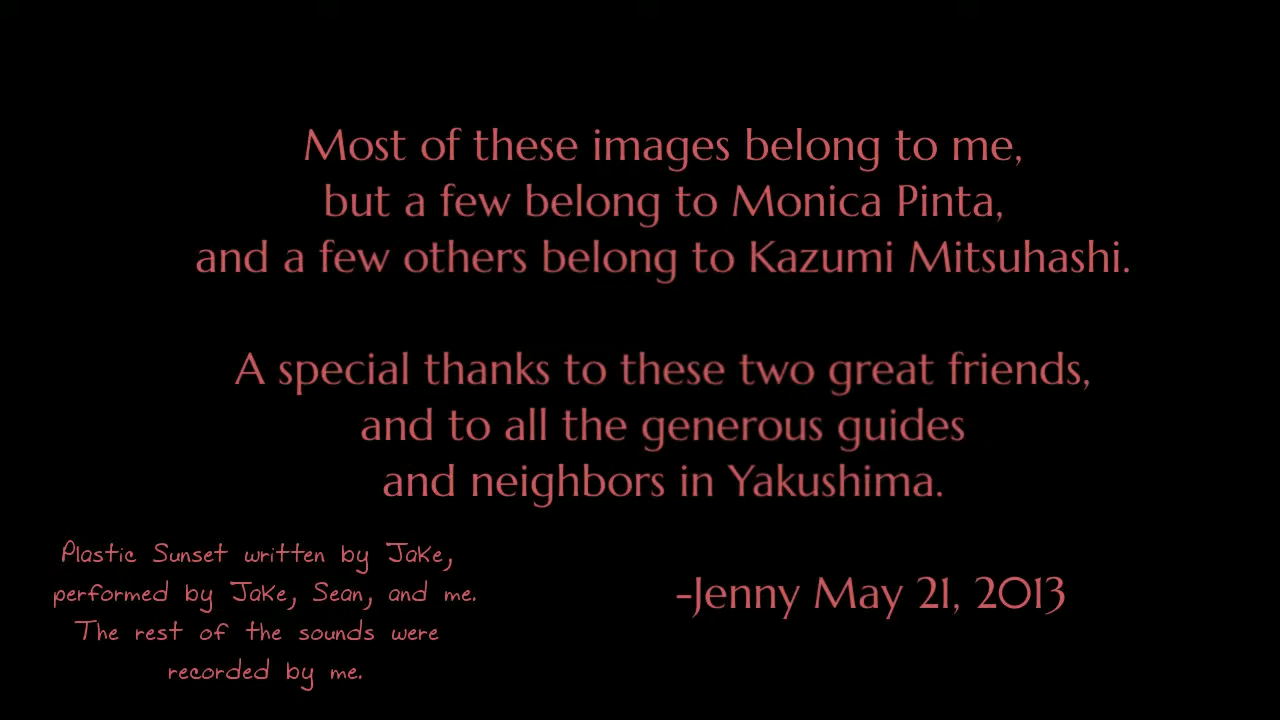 Most of these images belong to me,
but a few belong to Monica Pinta,
and a few others belong to Kazumi Mitsuhashi.
A special thanks to these two great friends,
and to all the generous guides
and neighbors in Yakushima.
Plastic Sunset written by Jake,
performed by Jake, Sean, and me.
The rest of the sounds were
recorded by me.
-Jenny May 21, 2013